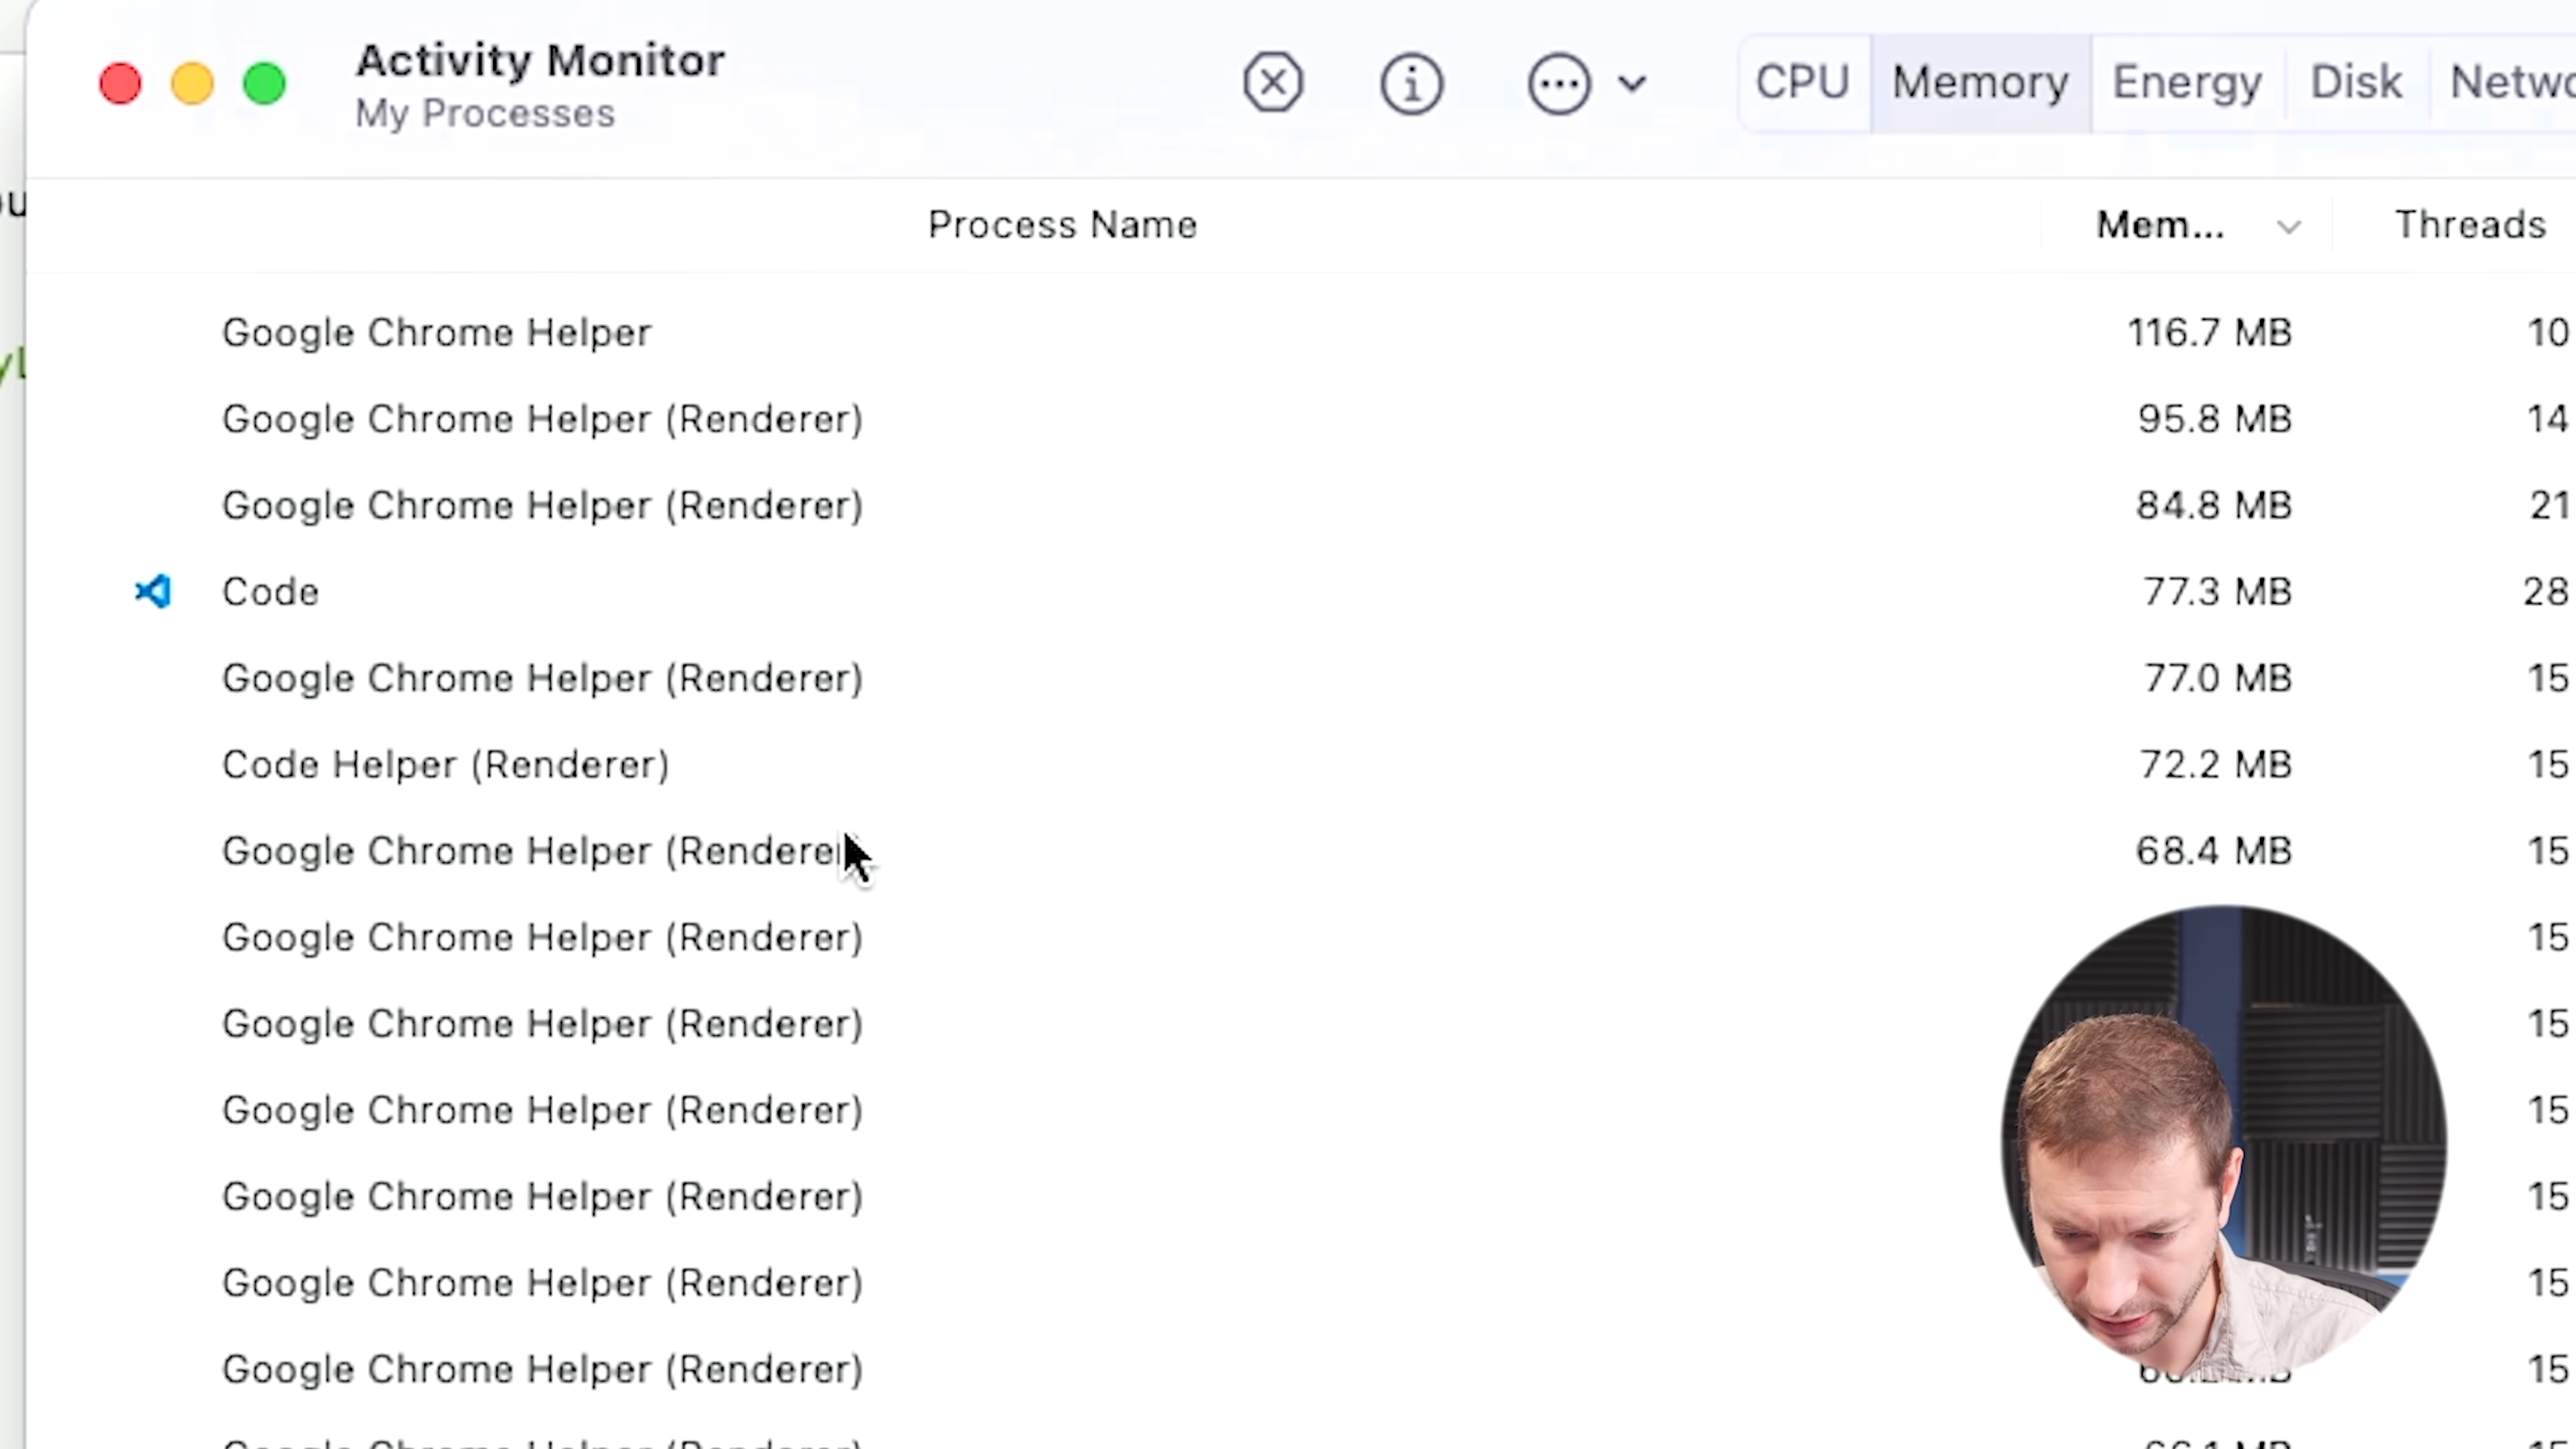 Activity Monitor
My Processes
CPU Memory Energy Disk
Process Name Mem... Threads
Google Chrome Helper 116.7 MB 10
Google Chrome Helper (Renderer) 95.8 MB 14
Google Chrome Helper (Renderer) 84.8 MB 21
Code 77.3 MB 28
Google Chrome Helper (Renderer) 77.0 MB 15
Code Helper (Renderer) 72.2 MB 15
Google Chrome Helper (Renderer 68.4 MB 15
Google Chrome Helper (Renderer) 15
Google Chrome Helper (Renderer) 15
Google Chrome Helper (Renderer) 15
Google Chrome Helper (Renderer) 15
Google Chrome Helper (Renderer) 15
Google Chrome Helper (Renderer) MB 15